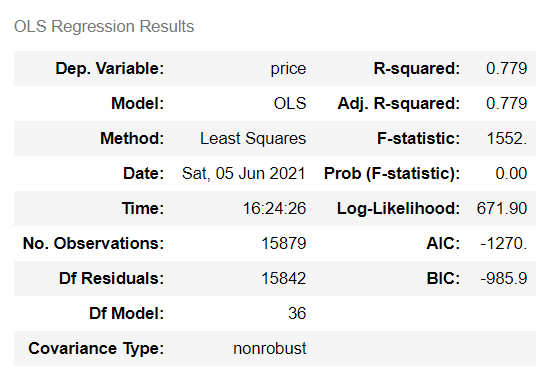 OLS Regression Results
Dep. Variable: price R-squared: 0.779
Model: OLS Adj. R-squared: 0.779
Method: Least Squares F-statistic: 1552.
Date: Sat, 05 Jun 2021 Prob (F-statistic): 0.00
Time: 16:24:26 Log-Likelihood: 671.90
No. Observations: 15879 AIC: -1270.
Df Residuals: 15842 BIC: -985.9
Df Model: 36
Covariance Type: nonrobust